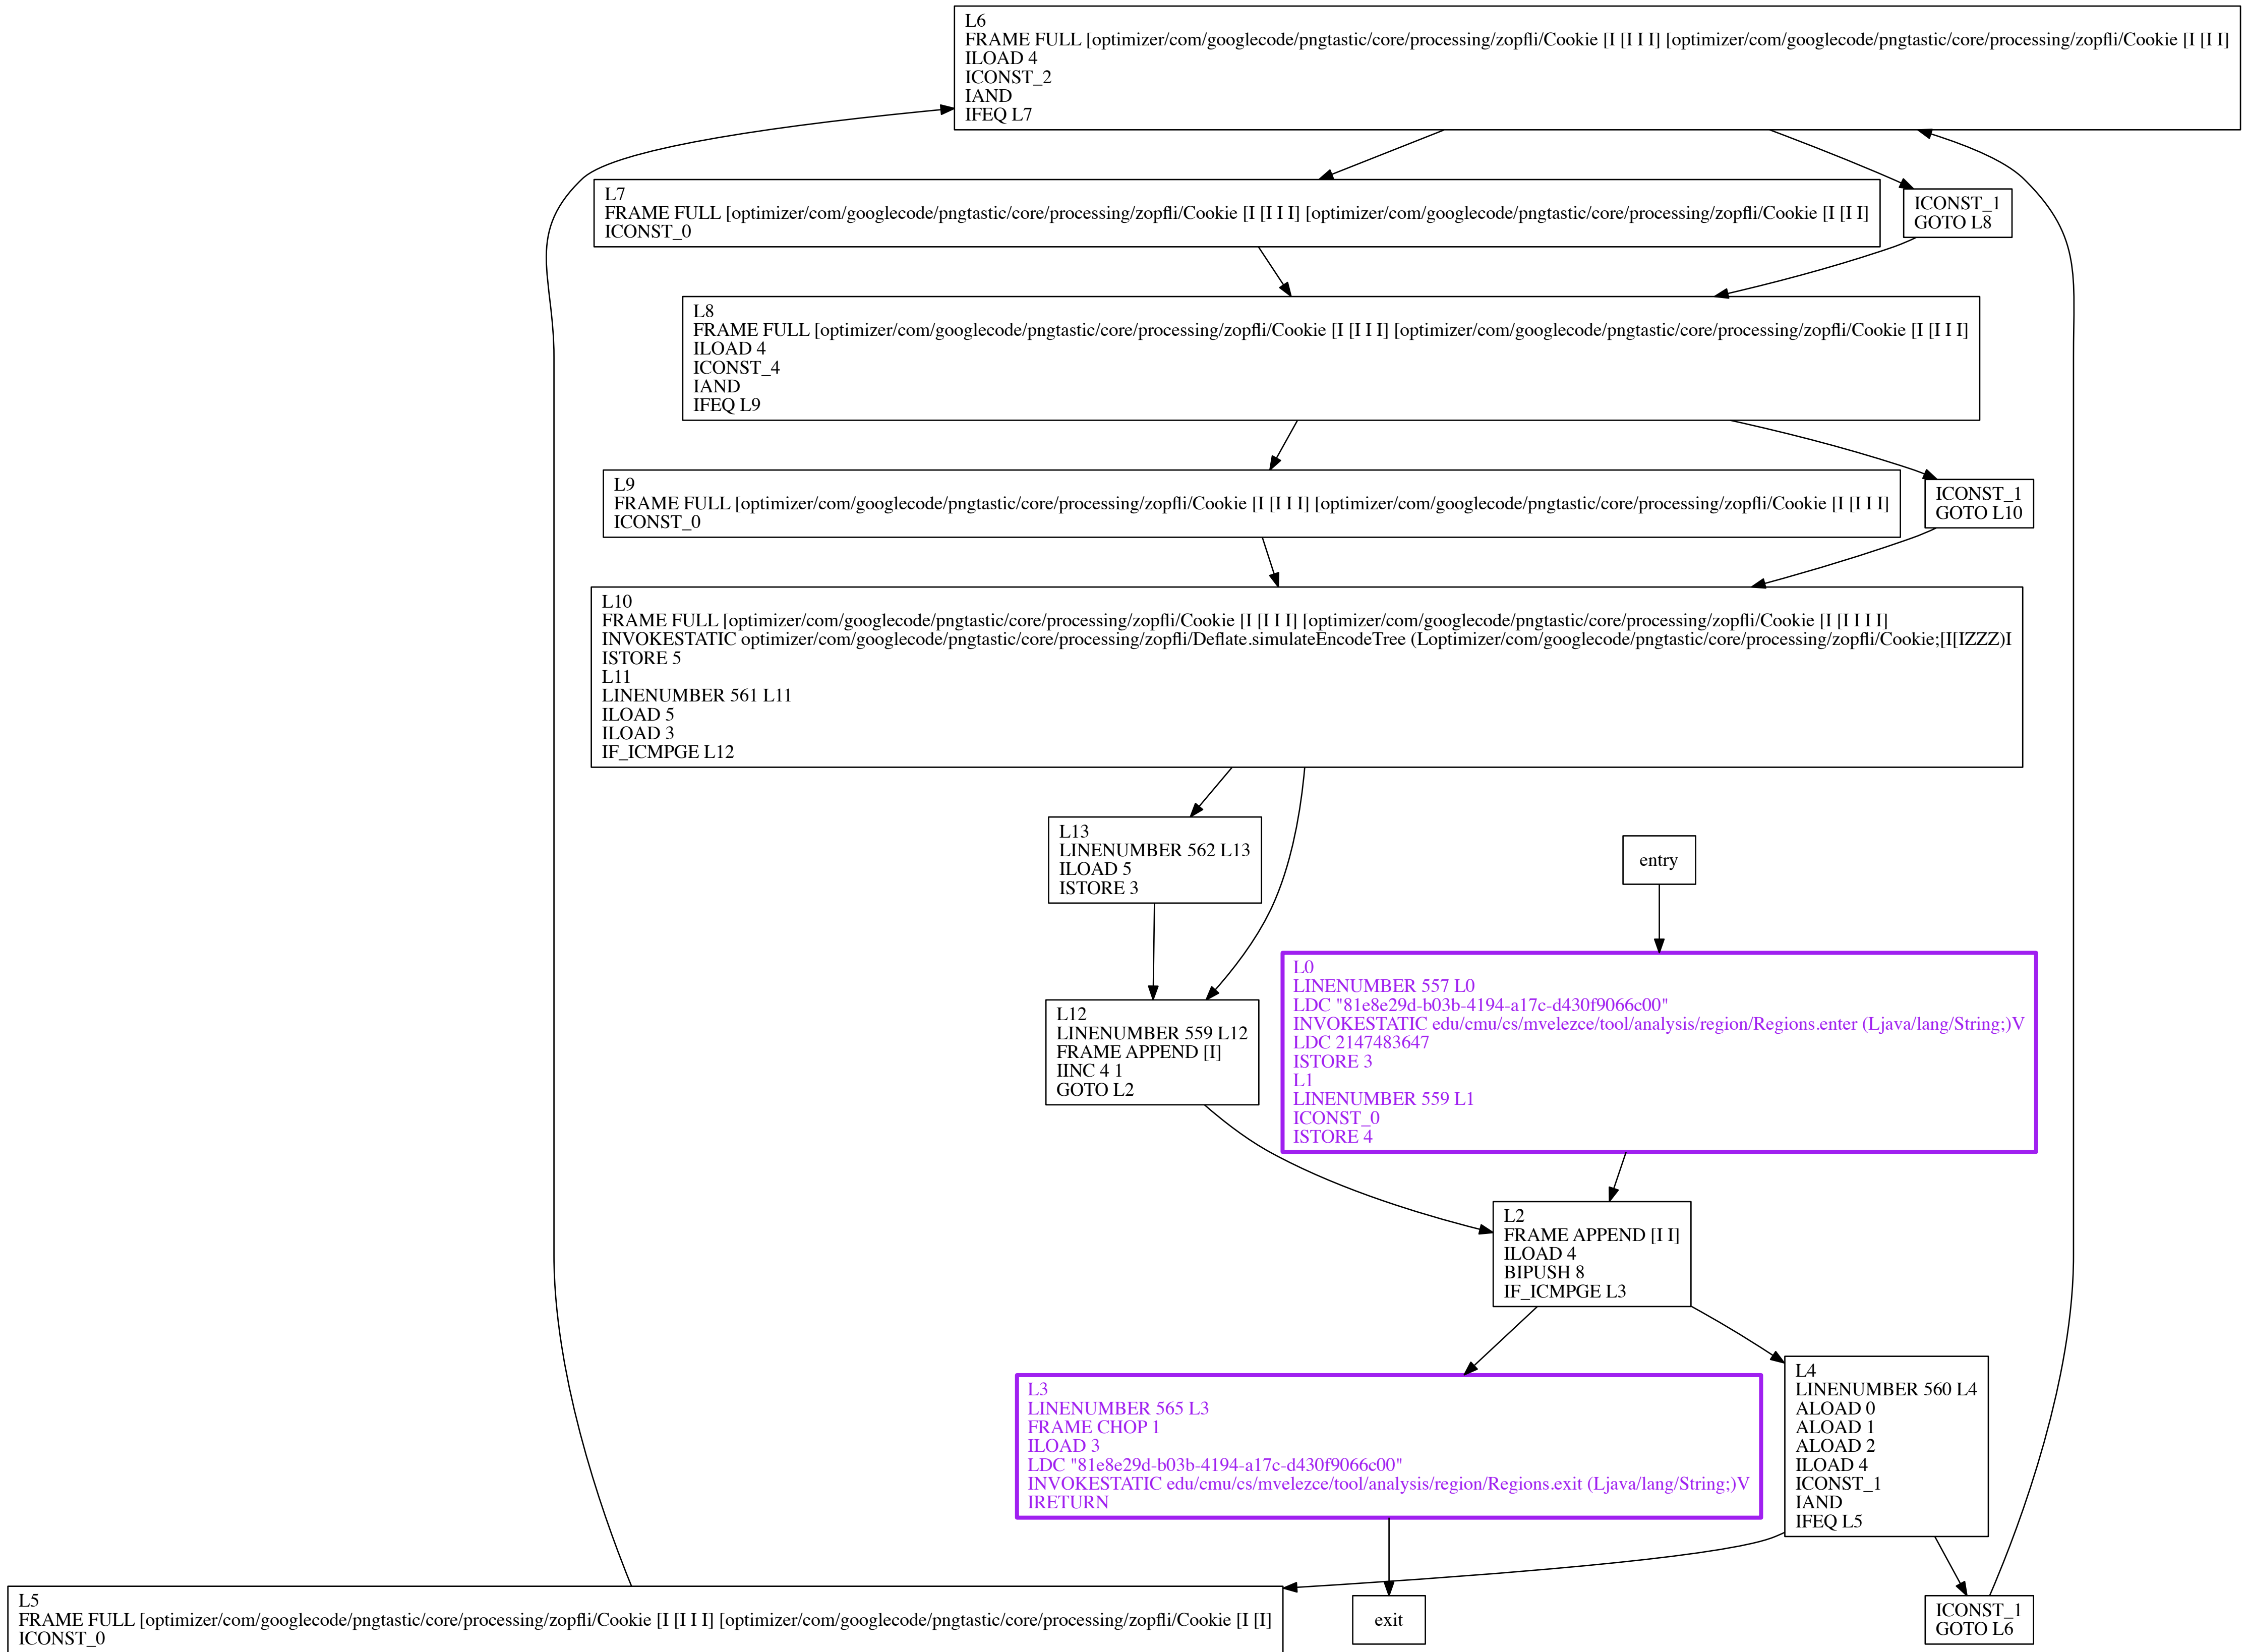 L6
FRAME FULL [optimizer/com/googlecode/pngtastic/core/processing/zopfli/Cookie [I [I I I] [optimizer/com/googlecode/pngtastic/core/processing/zopfli/Cookie [I [I I]
ILOAD 4
ICONST_2
IAND
IFEQ L7
L7
FRAME FULL [optimizer/com/googlecode/pngtastic/core/processing/zopfli/Cookie [I [I I I] [optimizer/com/googlecode/pngtastic/core/processing/zopfli/Cookie [I [I I]
ICONST_0
ICONST_1
GOTO L8
L8
FRAME FULL [optimizer/com/googlecode/pngtastic/core/processing/zopfli/Cookie [I [I I I] [optimizer/com/googlecode/pngtastic/core/processing/zopfli/Cookie [I [I I I]
ILOAD 4
ICONST_4
IAND
IFEQ L9
L9
FRAME FULL [optimizer/com/googlecode/pngtastic/core/processing/zopfli/Cookie [I [I I I] [optimizer/com/googlecode/pngtastic/core/processing/zopfli/Cookie [I [I I I]
ICONST_0
ICONST_1
GOTO L10
L10
FRAME FULL [optimizer/com/googlecode/pngtastic/core/processing/zopfli/Cookie [I [I I I] [optimizer/com/googlecode/pngtastic/core/processing/zopfli/Cookie [I [I I I I]
INVOKESTATIC optimizer/com/googlecode/pngtastic/core/processing/zopfli/Deflate.simulateEncodeTree (Loptimizer/com/googlecode/pngtastic/core/processing/zopfli/Cookie;[I[IZZZ)I
ISTORE 5
L11
LINENUMBER 561 L11
ILOAD 5
ILOAD 3
IF_ICMPGE L12
L13
LINENUMBER 562 L13
ILOAD 5
ISTORE 3
entry
L0
LINENUMBER 557 L0
LDC "81e8e29d-b03b-4194-a17c-d430f9066c00"
INVOKESTATIC edu/cmu/cs/mvelezce/tool/analysis/region/Regions.enter (Ljava/lang/String;)V
LDC 2147483647
ISTORE 3
L1
LINENUMBER 559 L1
ICONST_0
ISTORE 4
L12
LINENUMBER 559 L12
FRAME APPEND [I]
IINC 4 1
GOTO L2
L2
FRAME APPEND [I I]
ILOAD 4
BIPUSH 8
IF_ICMPGE L3
L3
LINENUMBER 565 L3
FRAME CHOP 1
ILOAD 3
LDC "81e8e29d-b03b-4194-a17c-d430f9066c00"
INVOKESTATIC edu/cmu/cs/mvelezce/tool/analysis/region/Regions.exit (Ljava/lang/String;)V
IRETURN
L4
LINENUMBER 560 L4
ALOAD 0
ALOAD 1
ALOAD 2
ILOAD 4
ICONST_1
IAND
IFEQ L5
L5
FRAME FULL [optimizer/com/googlecode/pngtastic/core/processing/zopfli/Cookie [I [I I I] [optimizer/com/googlecode/pngtastic/core/processing/zopfli/Cookie [I [I]
ICONST_0
exit
ICONST_1
GOTO L6